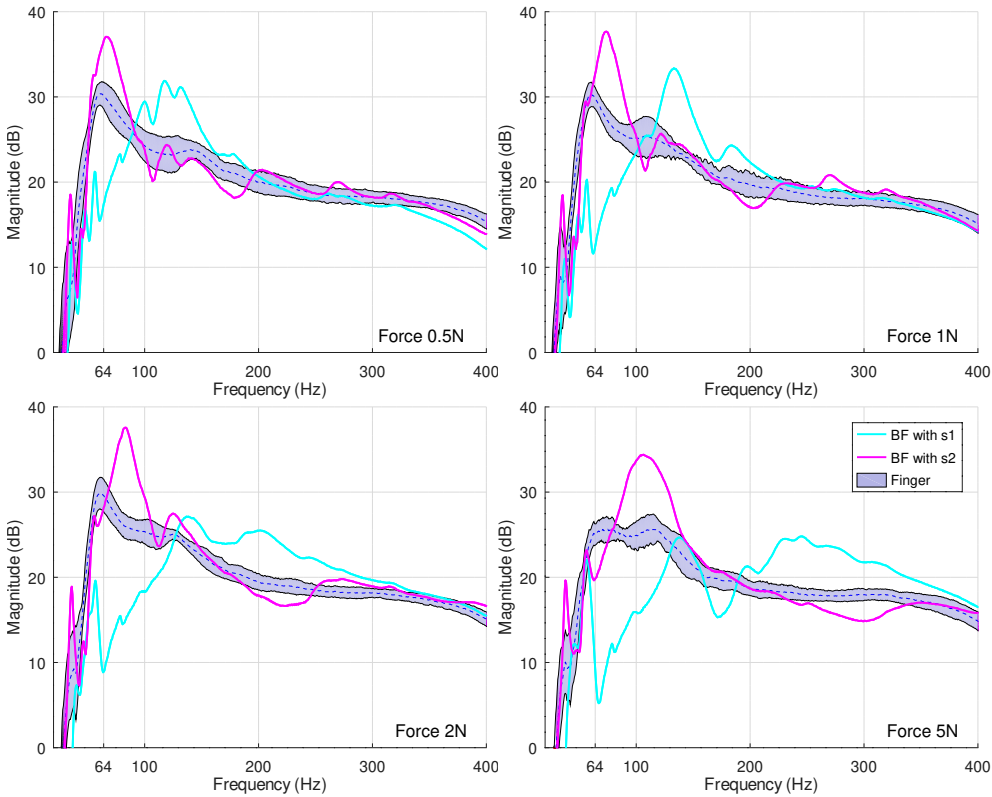 40
30
20
10
0
Magnitude (dB)
64 100 200 300 400
Frequency (Hz)
Force 0.5N
40
30
20
10
0
Magnitude (dB)
64 100 200 300 400
Frequency (Hz)
Force 1N
40
30
20
10
0
Magnitude (dB)
64 100 200 300 400
Frequency (Hz)
Force 2N
40
30
20
10
0
Magnitude (dB)
64 100 200 300 400
Frequency (Hz)
Force 5N
BF with s1
BF with s2
Finger